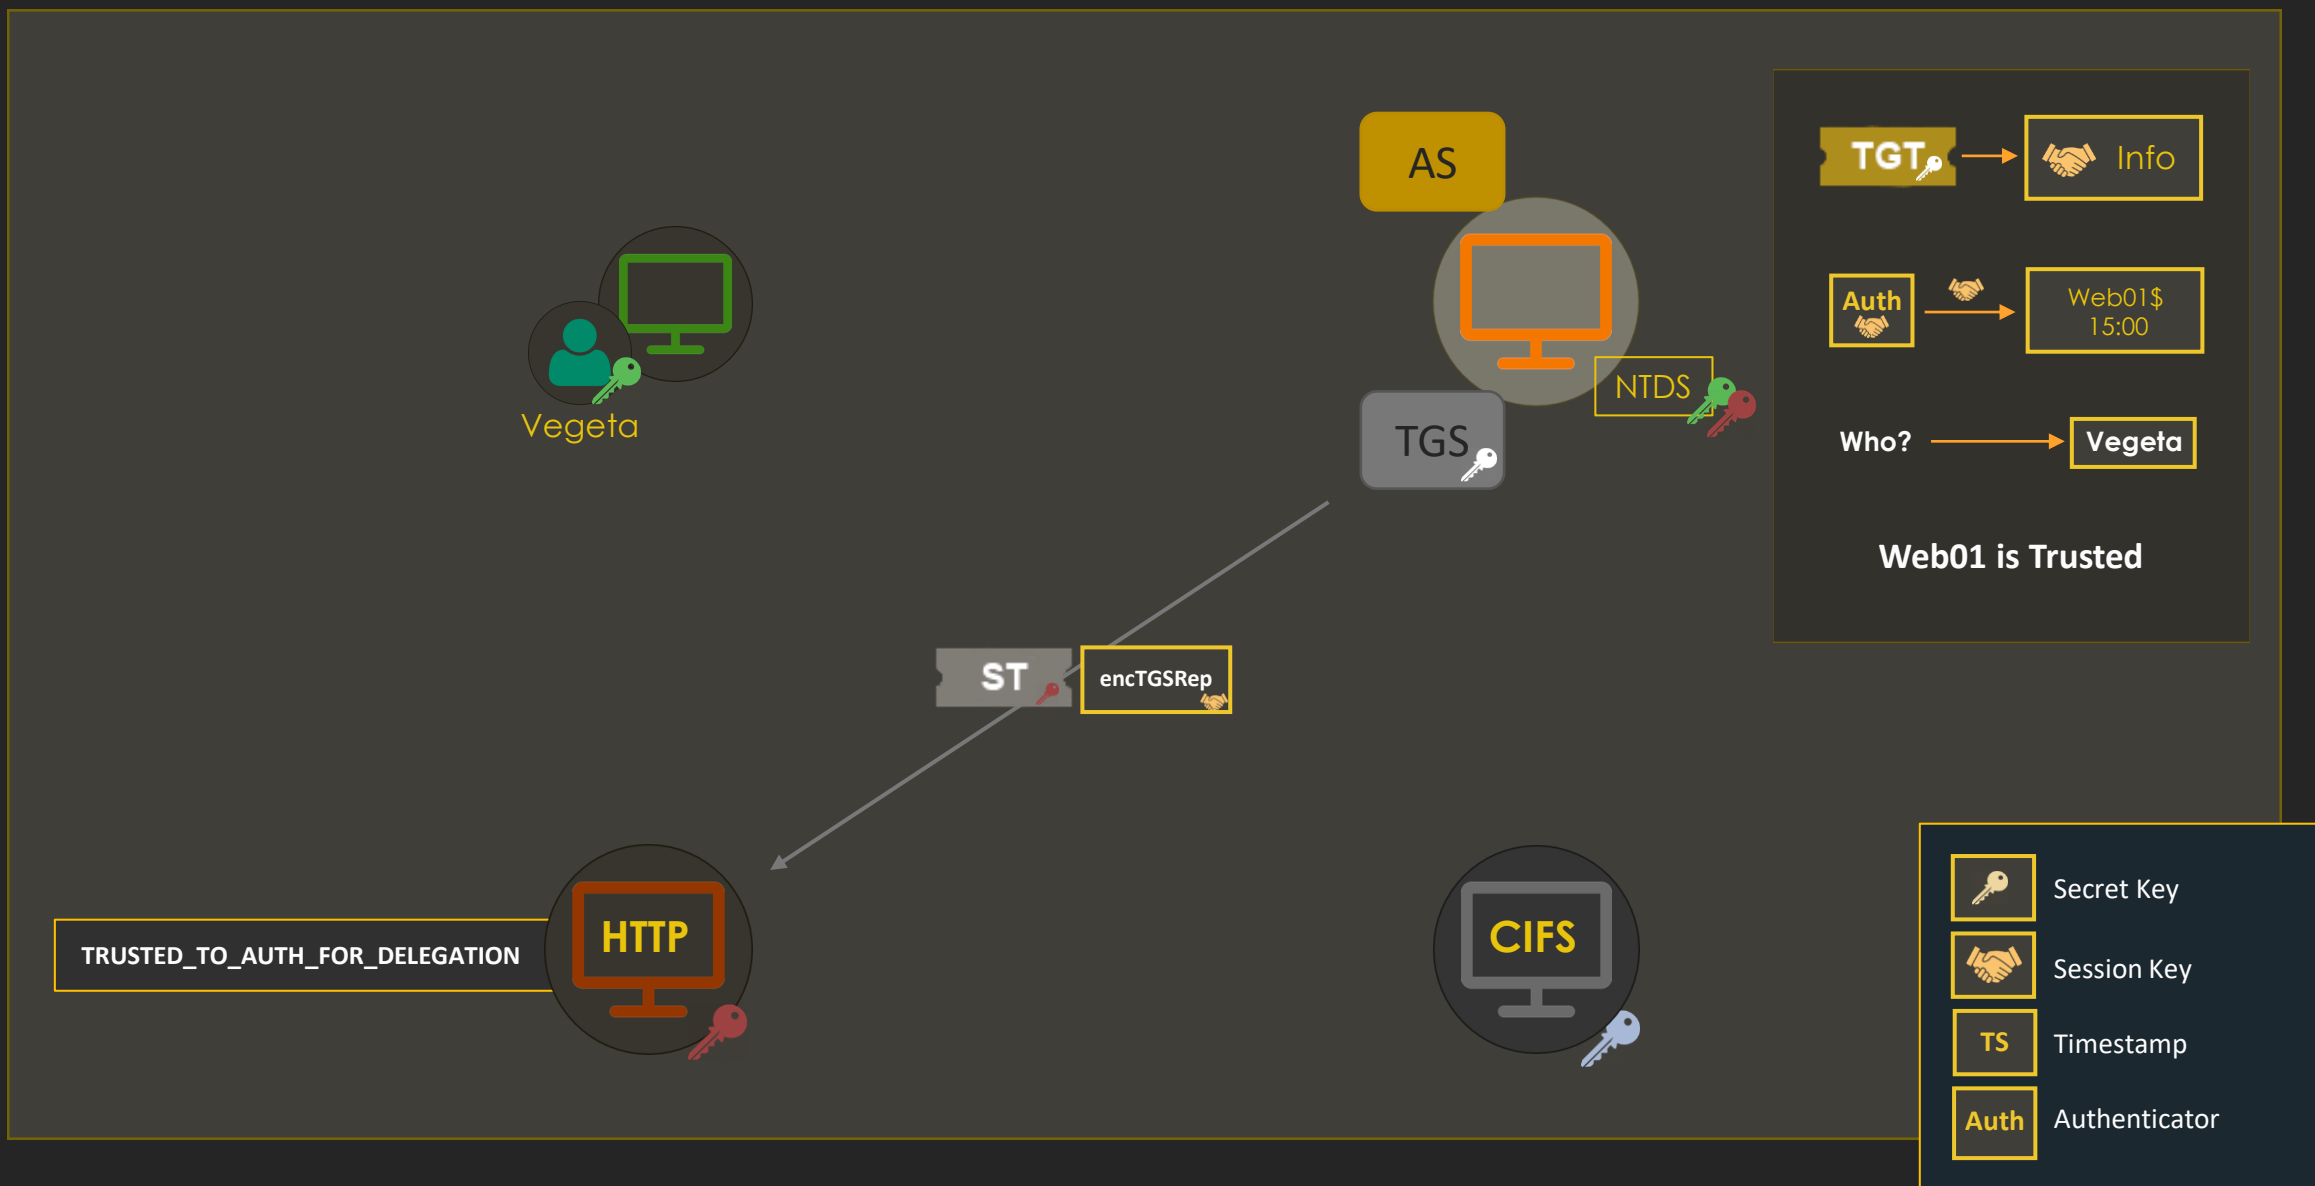 AS
TGT
Info
Auth
Web01$
15:00
NTDS
Vegeta
TGS
Who?
Vegeta
Web01 is Trusted
ST
encTGSRep
TRUSTED_TO_AUTH_FOR_DELEGATION
HTTP
CIFS
Secret Key
Session Key
TS
Timestamp
Auth
Authenticator